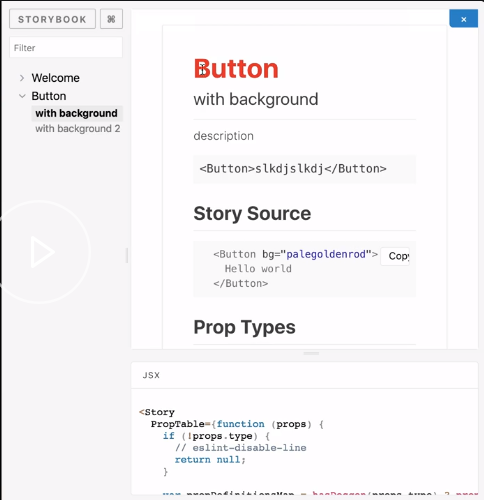 STORYBOOK ⌘
Filter
Welcome
Button
with background
with background 2
×
Button
with background
description
<Button>slkdjslkdj</Button>
Story Source
<Button bg="palegoldenrod">
Hello world
</Button>
Copy
Prop Types
JSX
<Story
PropTable={function (props) {
if (!props.type) {
// eslint-disable-line
return null;
}